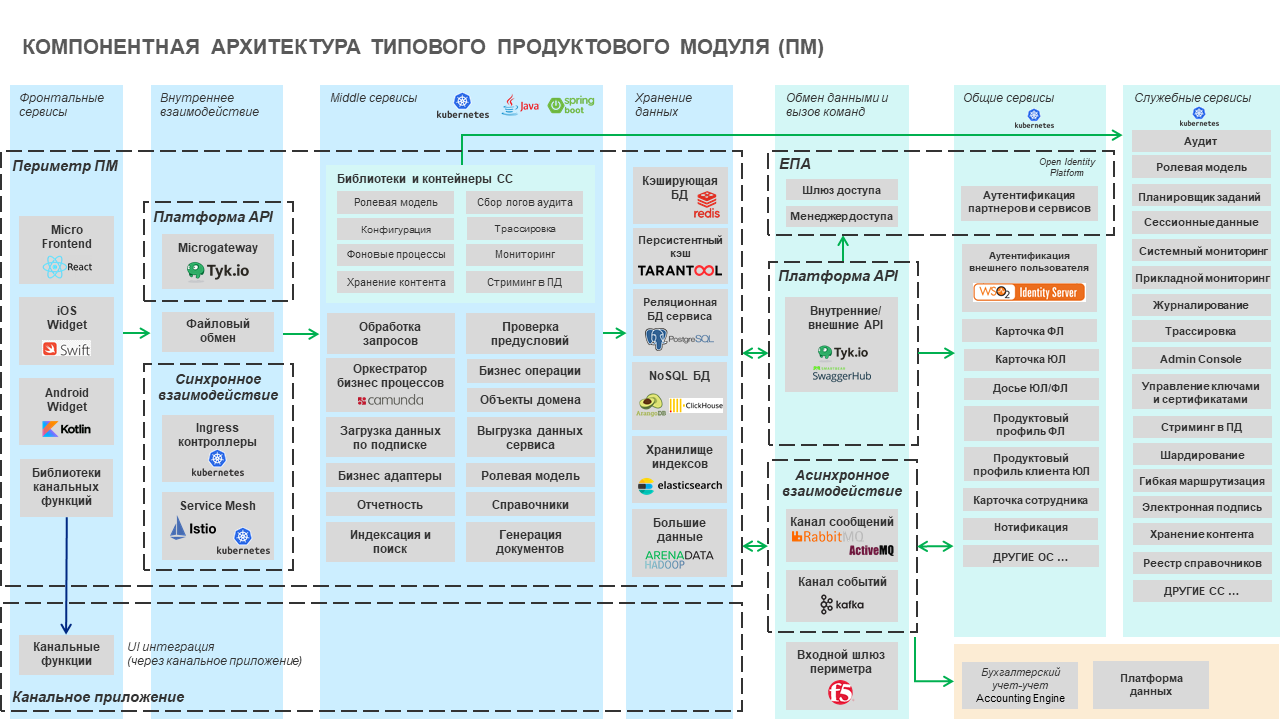 КОМПОНЕНТНАЯ АРХИТЕКТУРА ТИПОВОГО ПРОДУКТОВОГО МОДУЛЯ (ПМ)
Фронтальные
сервисы
Внутреннее
взаимодействие
Middle сервисы
kubernetes
Java
spring
boot
Хранение
данных
Обмен данными и
вызов команд
Общие сервисы
kubernetes
Служебные сервисы
kubernetes
Периметр ПМ
Micro
Frontend
React
iOS
Widget
Swift
Android
Widget
Kotlin
Библиотеки
канальных
функций
Платформа API
Microgateway
Tyk.io
Файловый
обмен
Синхронное
взаимодействие
Ingress
контроллеры
kubernetes
Service Mesh
Istio
kubernetes
Библиотеки и контейнеры СС
Ролевая модель
Сбор логов аудита
Конфигурация
Трассировка
Фоновые процессы
Мониторинг
Хранение контента
Стриминг в ПД
Обработка
запросов
Проверка
предусловий
Оркестратор
бизнес процессов
camunda
Бизнес операции
Объекты домена
Загрузка данных
по подписке
Выгрузка данных
сервиса
Бизнес адаптеры
Ролевая модель
Отчетность
Справочники
Индексация и
поиск
Генерация
документов
Кэширующая
БД
redis
Персистентный
кэш
TARANTOOL
Реляционная
БД сервиса
PostgreSQL
NoSQL БД
ArangoDB
ClickHouse
Хранилище
индексов
elasticsearch
Большие
данные
ARENADATA
HADOOP
ЕПА
Шлюз доступа
Менеджер доступа
Open Identity
Platfom
Аутентификация
партнеров и сервисов
Платформа API
Внутренние/
внешние API
Tyk.io
SwaggerHub
Асинхронное
взаимодействие
Канал сообщений
RabbitMQ
ActiveMQ
Канал событий
kafka
Входной шлюз
периметра
f5
Аутентификация
внешнего пользователя
WSO2 Identity Server
Карточка ФЛ
Карточка ЮЛ
Досье ЮЛ/ФЛ
Продуктовый
профиль ФЛ
Продуктовый
профиль клиента ЮЛ
Карточка сотрудника
Нотификация
ДРУГИЕ ОС ...
Аудит
Ролевая модель
Планировщик заданий
Сессионные данные
Системный мониторинг
Прикладной мониторинг
Журналирование
Трассировка
Admin Console
Управление ключами
и сертификатами
Стриминг в ПД
Шардирование
Гибкая маршрутизация
Электронная подпись
Хранение контента
Реестр справочников
ДРУГИЕ СС ...
Канальные
функции
UI интеграция
(через канальное приложение)
Канальное приложение
Бухгалтерский
учет-учет
Accounting Engine
Платформа
данных